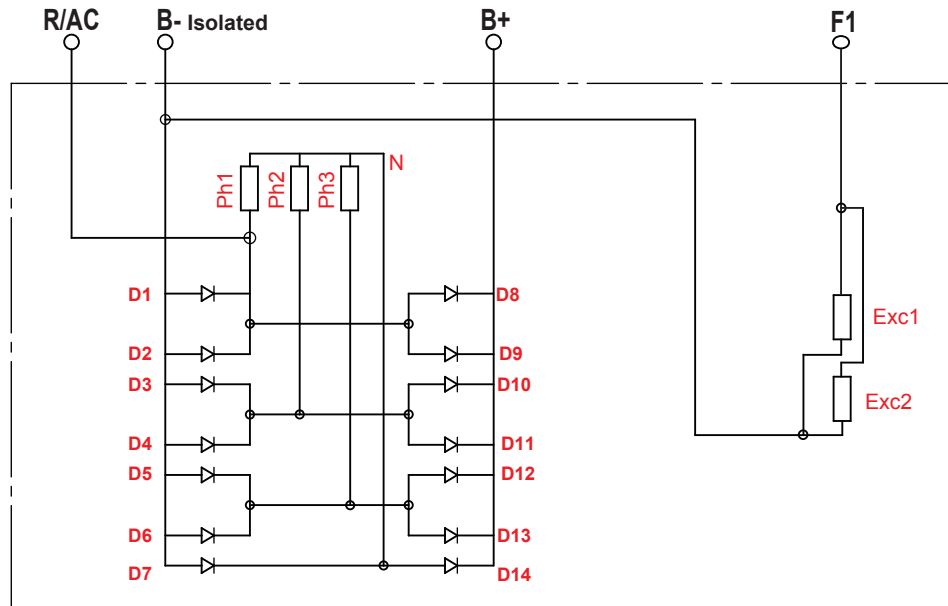 R/AC
B- Isolated
B+
F1
N
Ph1
Ph2
Ph3
D1
D8
D2
D9
D3
D10
D4
D11
D5
D12
D6
D13
D7
D14
Exc1
Exc2